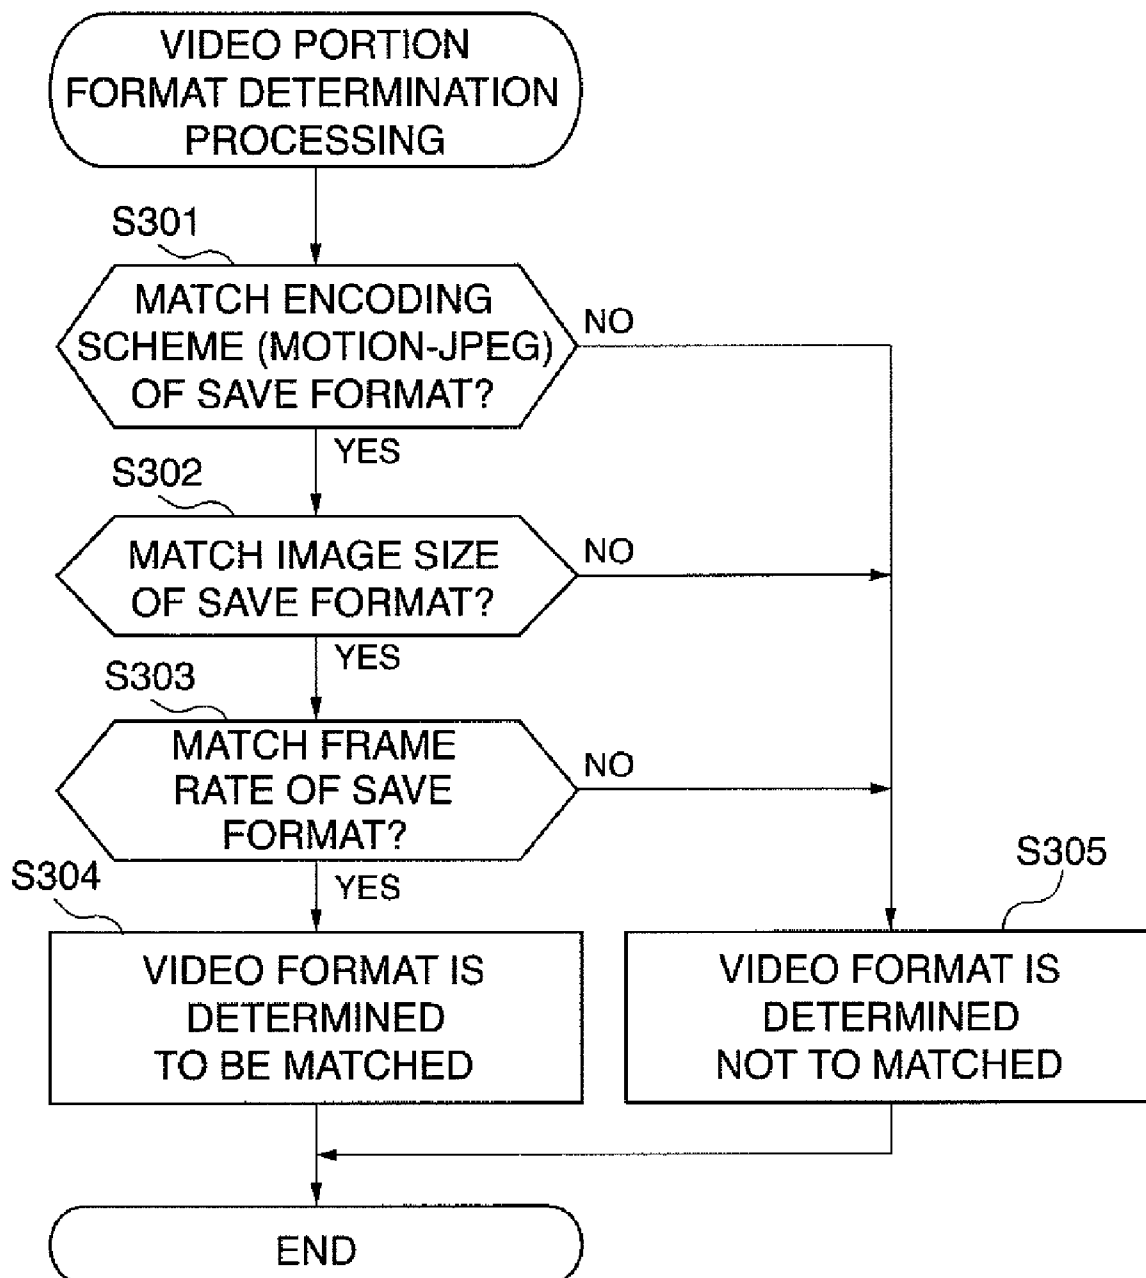 VIDEO PORTION
FORMAT DETERMINATION
PROCESSING
S301
MATCH ENCODING
SCHEME (MOTION-JPEG)
OF SAVE FORMAT?
NO
YES
S302
MATCH IMAGE SIZE
OF SAVE FORMAT?
NO
YES
S303
MATCH FRAME
RATE OF SAVE
FORMAT?
NO
YES
S304
VIDEO FORMAT IS
DETERMINED
TO BE MATCHED
S305
VIDEO FORMAT IS
DETERMINED
NOT TO MATCHED
END